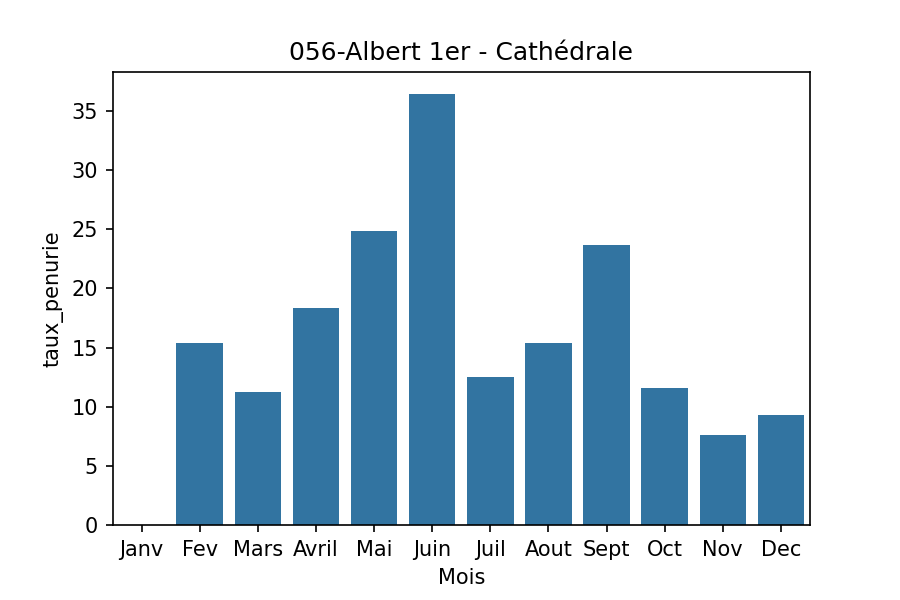 056-Albert 1er - Cathédrale
taux_penurie
35
30
25
20
15
10
5
0
Janv Fev Mars Avril Mai Juin Juil Aout Sept Oct Nov Dec
Mois